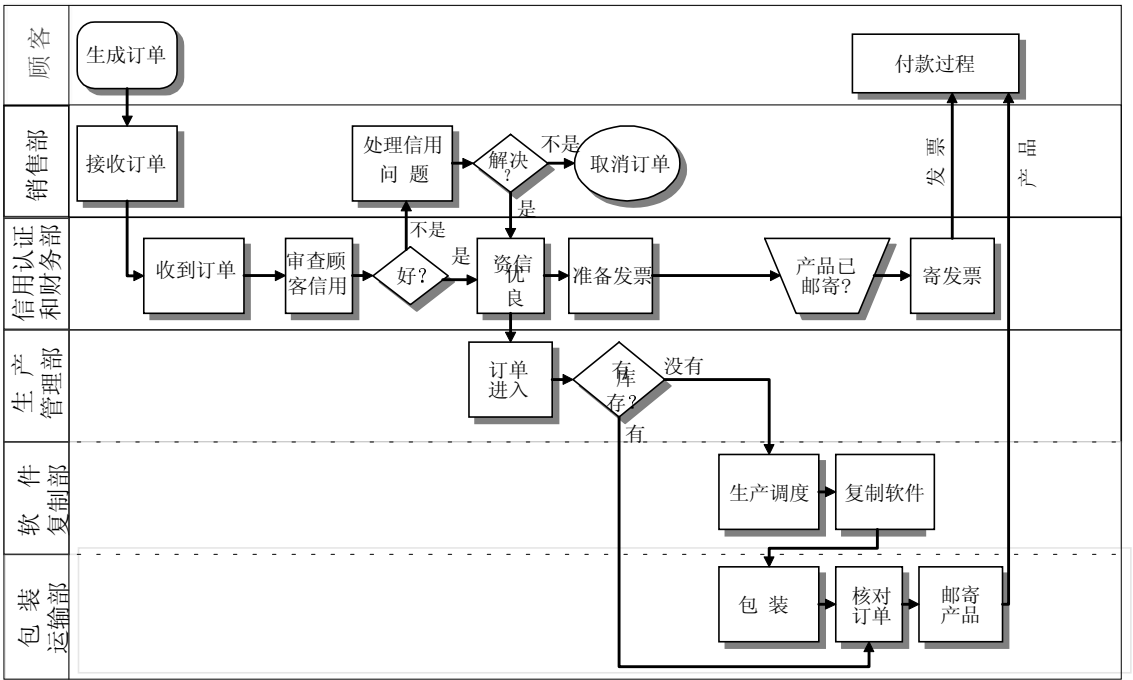 顾客
生成订单
付款过程
销售部
接收订单
处理信用
问 题
解决
?
不是
取消订单
是
发 票
产 品
信用认证
和财务部
收到订单
审查顾
客信用
好?
不是
是
资信
优
良
准备发票
产品已
邮寄?
寄发票
生 产
管理部
订单
进入
有
库
存?
没有
有
软 件
复制部
生产调度
复制软件
包 装
运输部
包 装
核对
订单
邮寄
产品